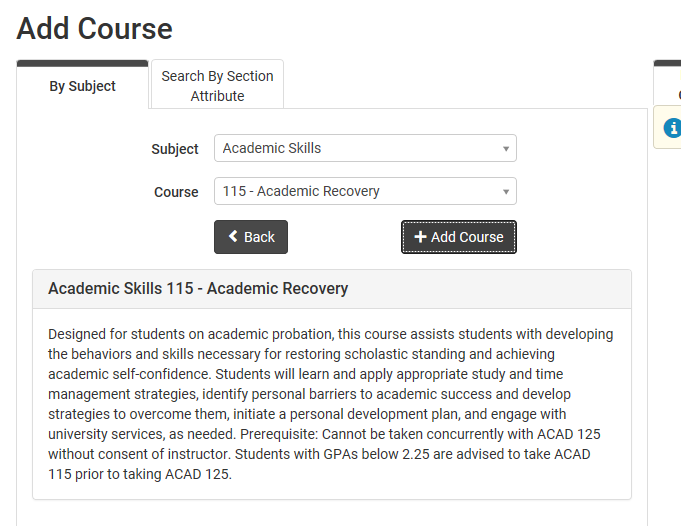 Add Course
By Subject
Search By Section
Attribute
Subject
Academic Skills
Course
115 - Academic Recovery
Back
Add Course
Academic Skills 115 - Academic Recovery
Designed for students on academic probation, this course assists students with developing
the behaviors and skills necessary for restoring scholastic standing and achieving
academic self-confidence. Students will learn and apply appropriate study and time
management strategies, identify personal barriers to academic success and develop
strategies to overcome them, initiate a personal development plan, and engage with
university services, as needed. Prerequisite: Cannot be taken concurrently with ACAD 125
without consent of instructor. Students with GPAs below 2.25 are advised to take ACAD
115 prior to taking ACAD 125.